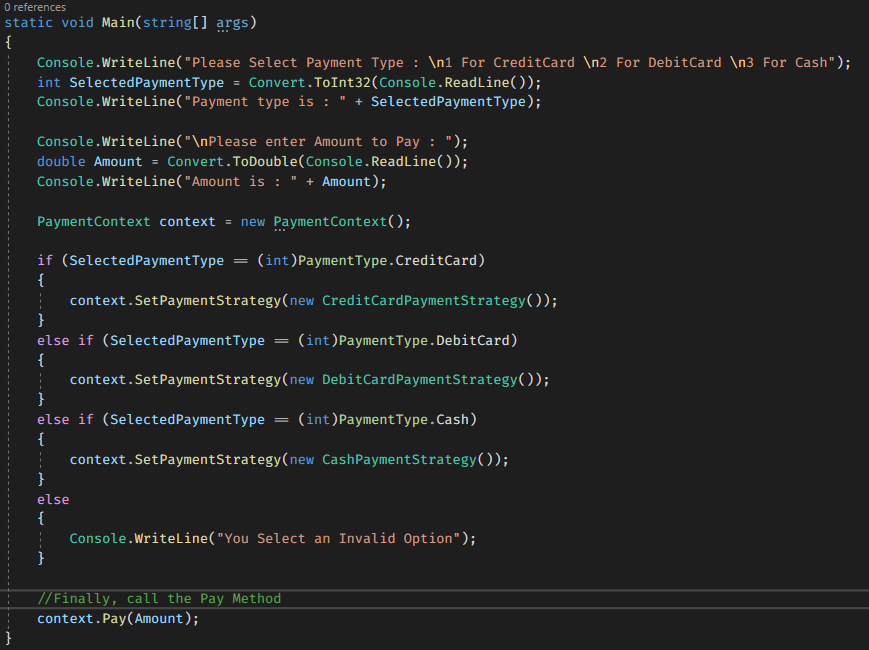 0 references
static void Main(string[] args)
{
    Console.WriteLine("Please Select Payment Type : \n1 For CreditCard \n2 For DebitCard \n3 For Cash");
    int SelectedPaymentType = Convert.ToInt32(Console.ReadLine());
    Console.WriteLine("Payment type is : " + SelectedPaymentType);

    Console.WriteLine("\nPlease enter Amount to Pay : ");
    double Amount = Convert.ToDouble(Console.ReadLine());
    Console.WriteLine("Amount is : " + Amount);

    PaymentContext context = new PaymentContext();

    if (SelectedPaymentType == (int)PaymentType.CreditCard)
    {
        context.SetPaymentStrategy(new CreditCardPaymentStrategy());
    }
    else if (SelectedPaymentType == (int)PaymentType.DebitCard)
    {
        context.SetPaymentStrategy(new DebitCardPaymentStrategy());
    }
    else if (SelectedPaymentType == (int)PaymentType.Cash)
    {
        context.SetPaymentStrategy(new CashPaymentStrategy());
    }
    else
    {
        Console.WriteLine("You Select an Invalid Option");
    }

    //Finally, call the Pay Method
    context.Pay(Amount);
}